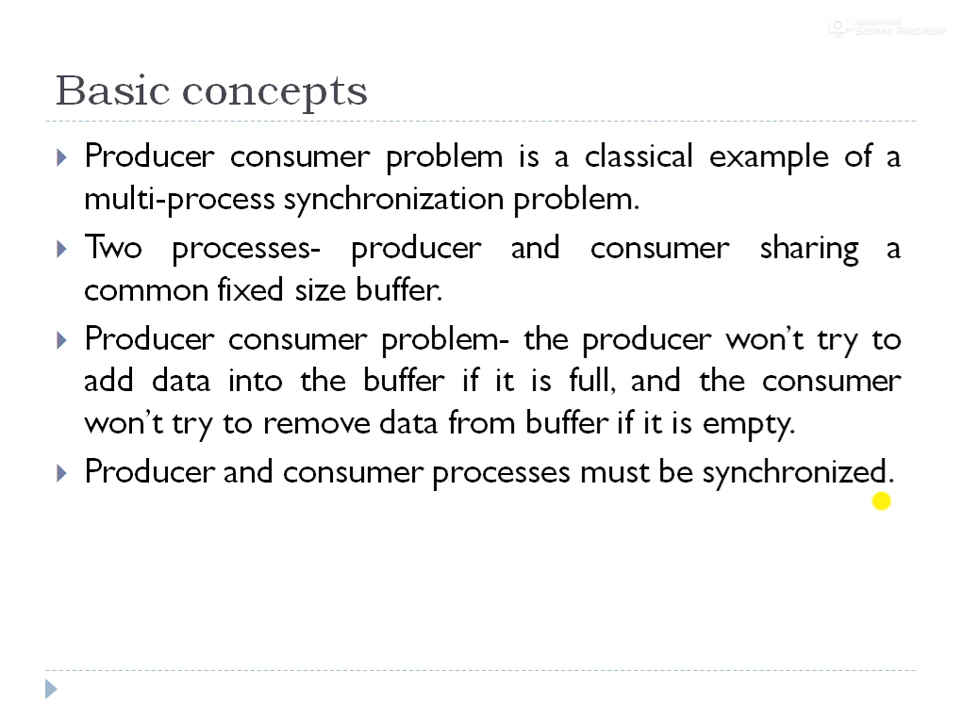 Screen Recorder
Basic concepts
Producer consumer problem is a classical example of a
multi-process synchronization problem.
Two processes- producer and consumer sharing a
common fixed size buffer.
Producer consumer problem- the producer won't try to
add data into the buffer if it is full, and the consumer
won't try to remove data from buffer if it is empty.
Producer and consumer processes must be synchronized.